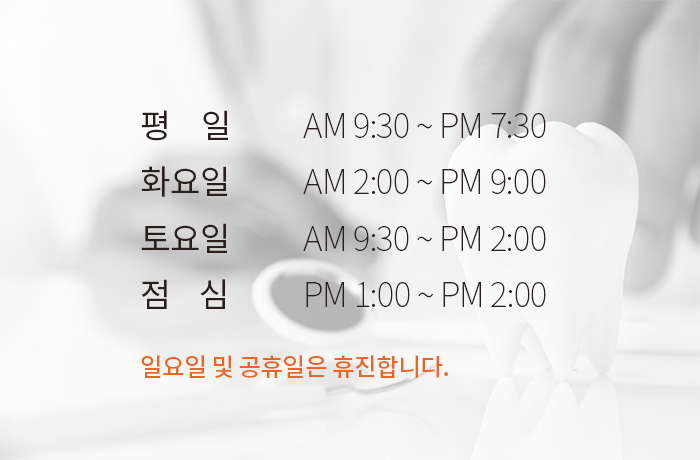 평 일 AM 9:30 ~ PM 7:30
화요일 AM 2:00 ~ PM 9:00
토요일 AM 9:30 ~ PM 2:00
점 심 PM 1:00 ~ PM 2:00
일요일 및 공휴일은 휴진합니다.